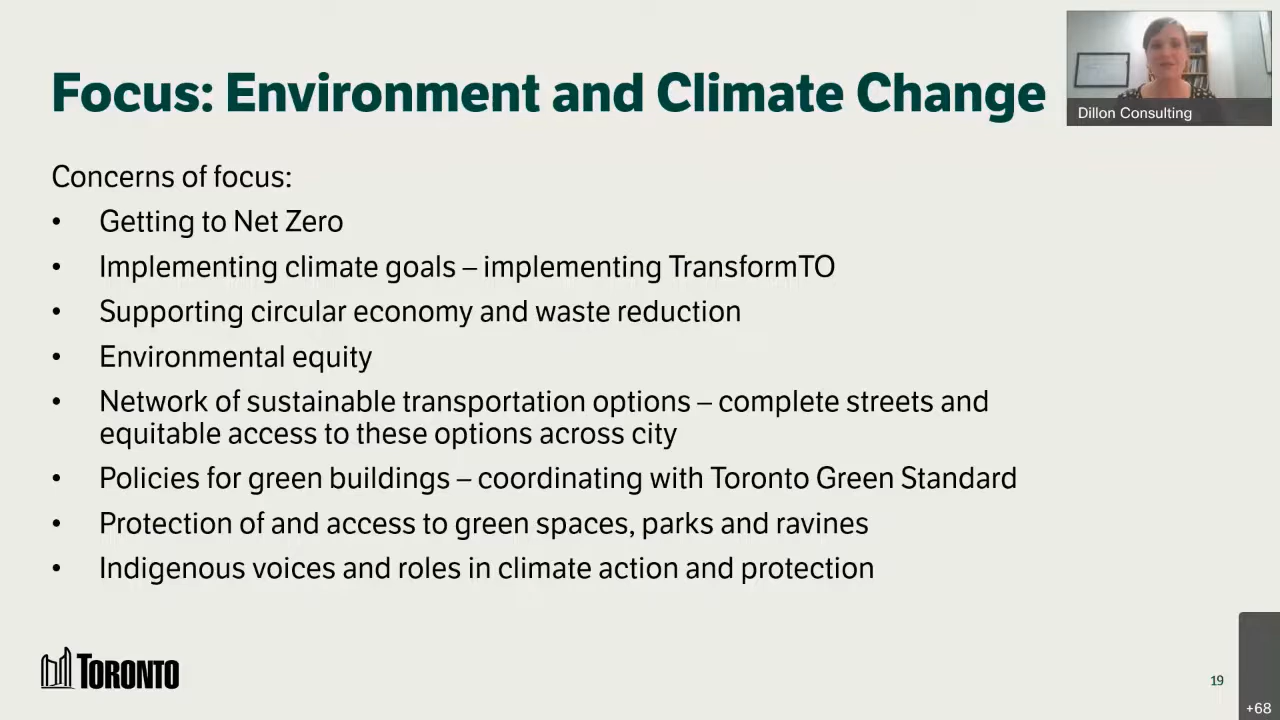 Focus: Environment and Climate Change
Dillon Consulting
Concerns of focus:
• Getting to Net Zero
• Implementing climate goals – implementing TransformTO
• Supporting circular economy and waste reduction
• Environmental equity
• Network of sustainable transportation options – complete streets and
equitable access to these options across city
• Policies for green buildings – coordinating with Toronto Green Standard
• Protection of and access to green spaces, parks and ravines
• Indigenous voices and roles in climate action and protection
TORONTO
19
+68